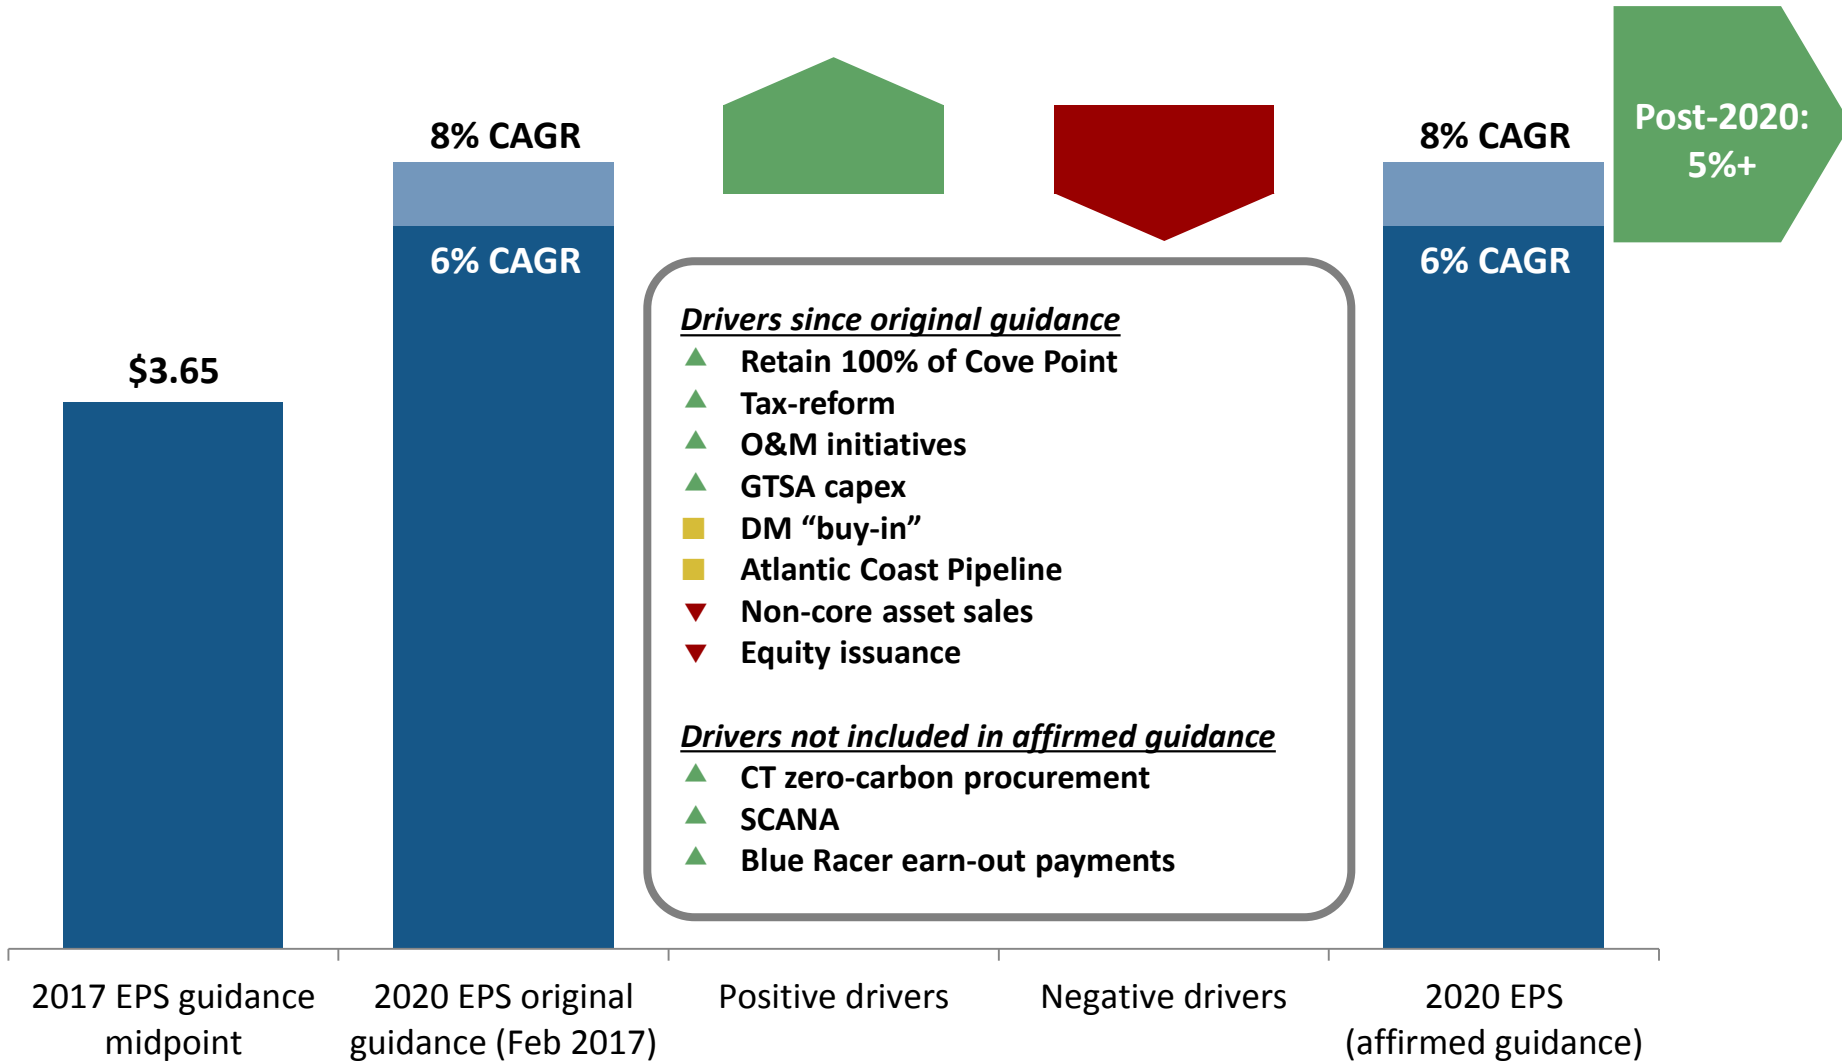 8% CAGR
6% CAGR
$3.65
8% CAGR
6% CAGR
Post-2020:
5%+
Drivers since original guidance
Retain 100% of Cove Point
Tax-reform
O&M initiatives
GTSA capex
DM “buy-in”
Atlantic Coast Pipeline
Non-core asset sales
Equity issuance
Drivers not included in affirmed guidance
CT zero-carbon procurement
SCANA
Blue Racer earn-out payments
2017 EPS guidance
midpoint
2020 EPS original
guidance (Feb 2017)
Positive drivers
Negative drivers
2020 EPS
(affirmed guidance)